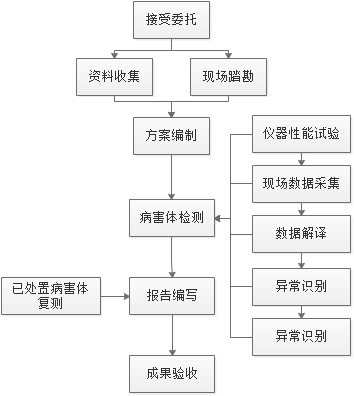 接受委托
资料收集
现场踏勘
方案编制
仪器性能试验
现场数据采集
病害体检测
数据解译
异常识别
已处置病害体
复测
报告编写
异常识别
成果验收